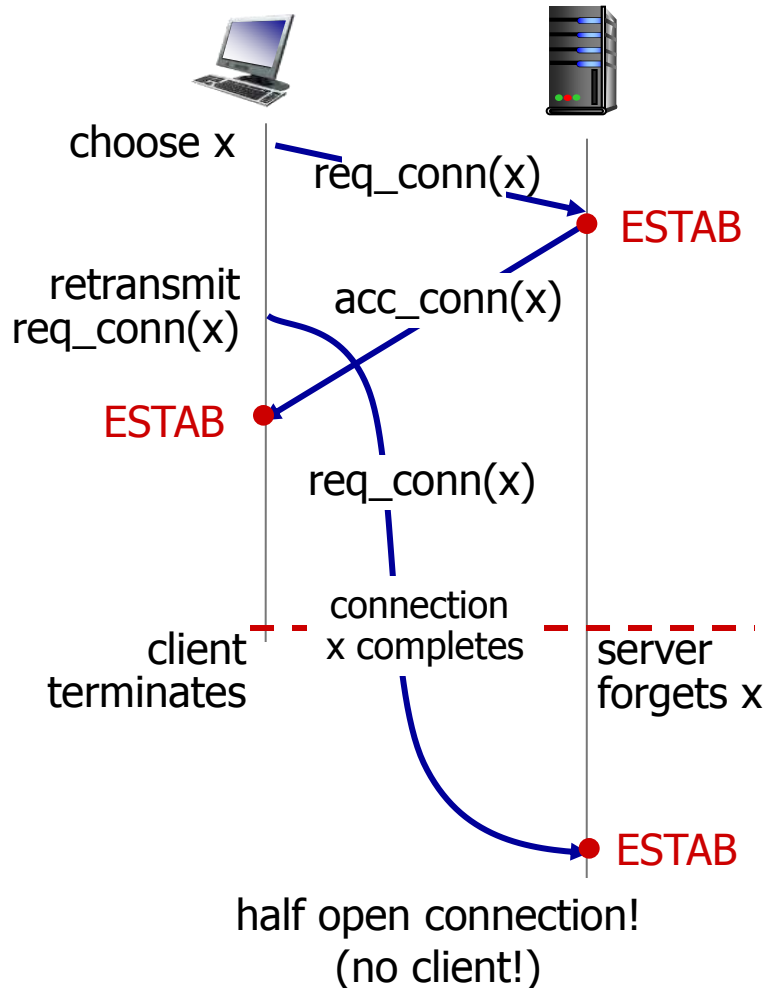 choose x
req_conn(x)
ESTAB
retransmit
req_conn(x)
acc_conn(x)
ESTAB
req_conn(x)
connection
x completes
client
terminates
server
forgets x
ESTAB
half open connection!
(no client!)